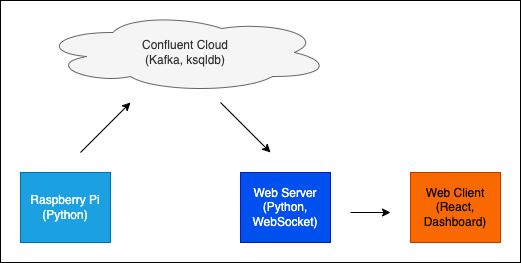 Confluent Cloud
(Kafka, ksqldb)
Raspberry Pi
(Python)
Web Server
(Python,
WebSocket)
Web Client
(React,
Dashboard)